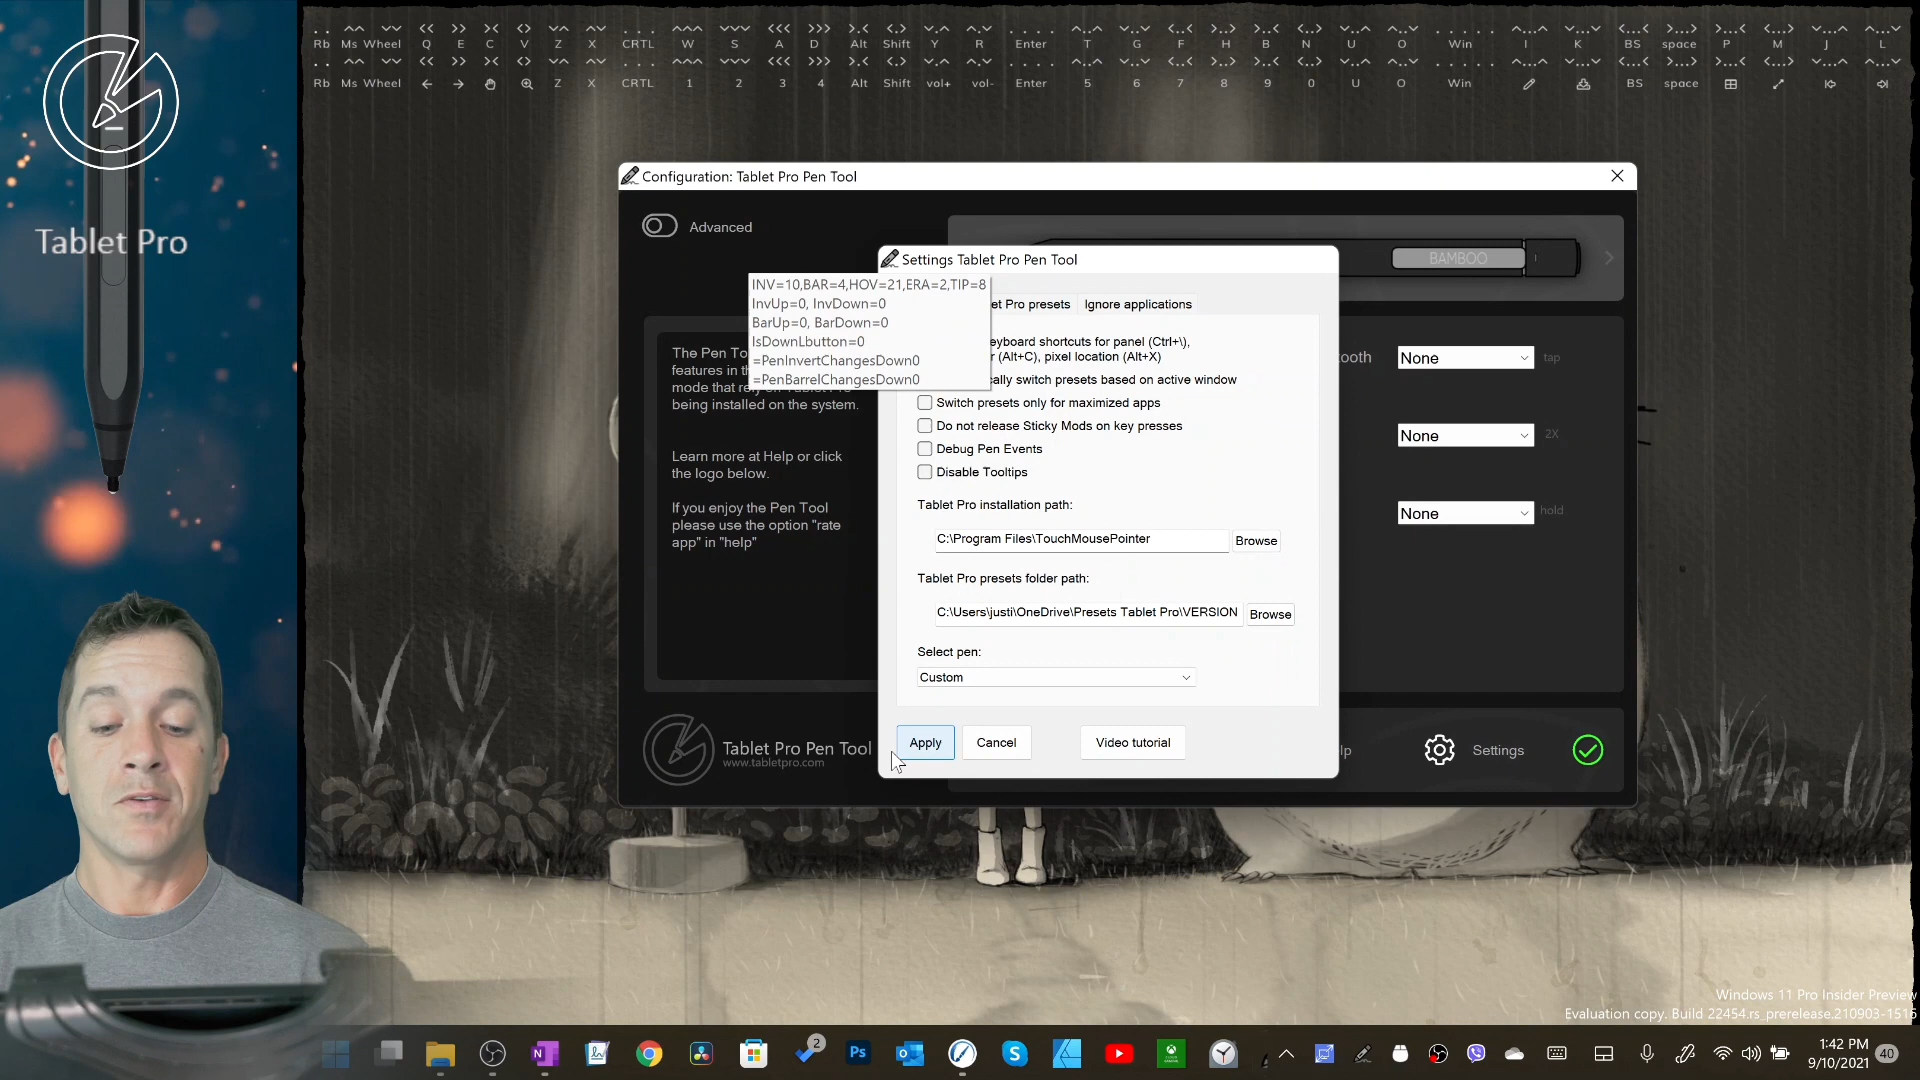 Rb Ms Wheel Q E C V Z X CRTL W S A D Alt Shift Y R Enter T G F H B N U O Win I K BS space P M J L
Rb Ms Wheel Z X CRTL 1 2 3 4 Alt Shift vol+ vol- Enter 5 6 7 8 9 0 U O Win BS space
Tablet Pro
Configuration: Tablet Pro Pen Tool
Advanced
BAMBOO
Settings Tablet Pro Pen Tool
INV=10,BAR=4,HOV=21,ERA=2,TIP=8
InvUp=0, InvDown=0
BarUp=0, BarDown=0
IsDownLbutton=0
=PenInvertChangesDown0
=PenBarrelChangesDown0
et Pro presets
Ignore applications
eyboard shortcuts for panel (Ctrl+\),
r (Alt+C), pixel location (Alt+X)
cally switch presets based on active window
Switch presets only for maximized apps
Do not release Sticky Mods on key presses
Debug Pen Events
Disable Tooltips
Tablet Pro installation path:
C:\Program Files\TouchMousePointer
Browse
Tablet Pro presets folder path:
C:\Users\justi\OneDrive\Presets Tablet Pro\VERSION
Browse
Select pen:
Custom
Apply
Cancel
Video tutorial
The Pen To
features in th
mode that rely on Tablet Pro
being installed on the system.
Learn more at Help or click
the logo below.
If you enjoy the Pen Tool
please use the option "rate
app" in "help"
ooth
None
tap
None
2X
None
hold
Tablet Pro Pen Tool
www.tabletpro.com
lp
Settings
Windows 11 Pro Insider Preview
Evaluation copy. Build 22454.rs_prerelease.210903-1516
2
Ps
1:42 PM
9/10/2021
40